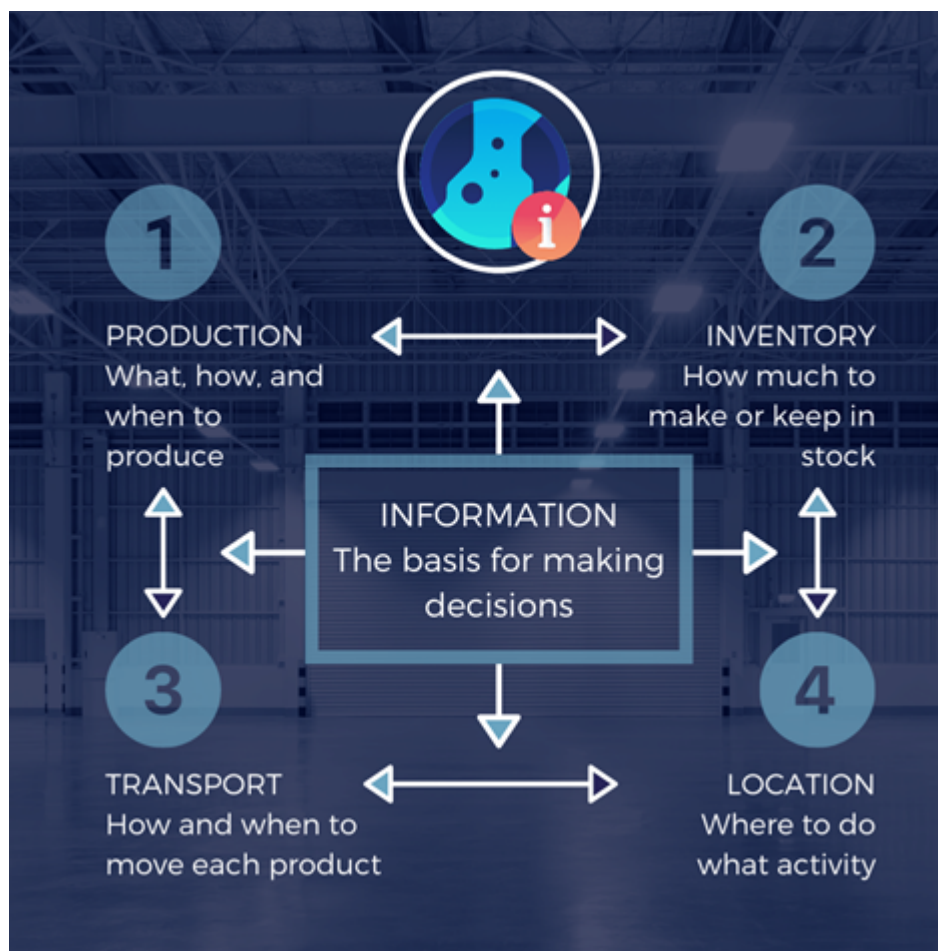 i
1
PRODUCTION
What, how, and
when to
produce
2
INVENTORY
How much to
make or keep in
stock
INFORMATION
The basis for making
decisions
3
TRANSPORT
How and when to
move each product
4
LOCATION
Where to do
what activity